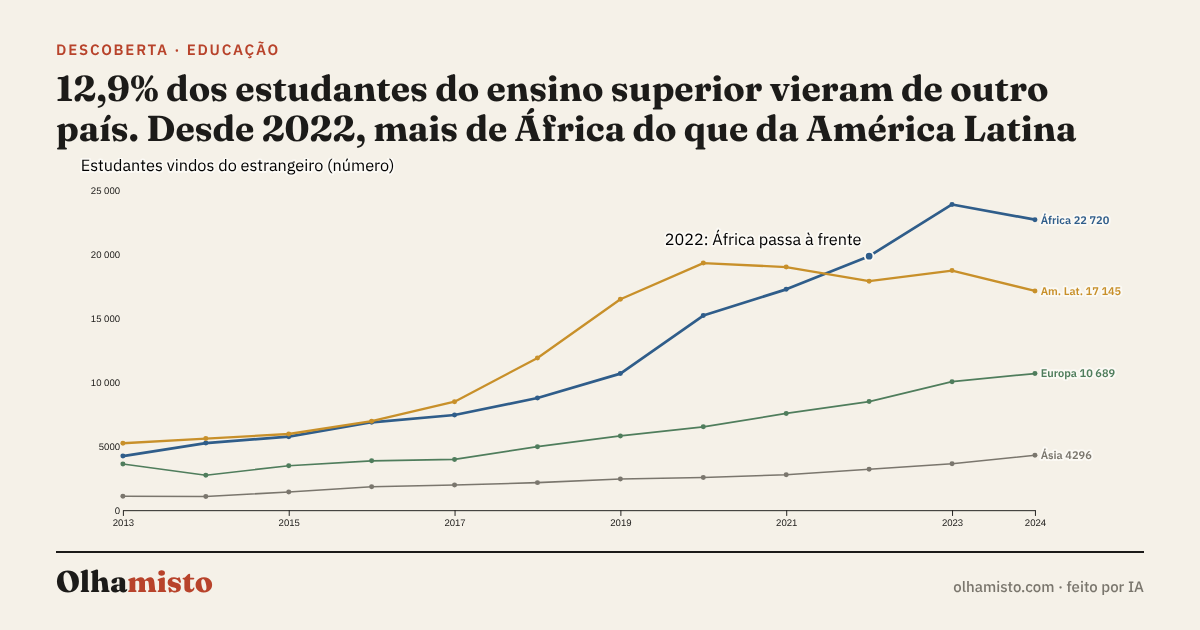 DESCOBERTA · EDUCAÇÃO
12,9% dos estudantes do ensino superior vieram de outro
país. Desde 2022, mais de África do que da América Latina
Estudantes vindos do estrangeiro (número)
25 000
20 000
15 000
10 000
5000
0
2022: África passa à frente
África 22 720
Am. Lat. 17 145
Europa 10 689
Ásia 4296
2013
2015
2017
2019
2021
2023
2024
Olhamisto
olhamisto.com · feito por IA